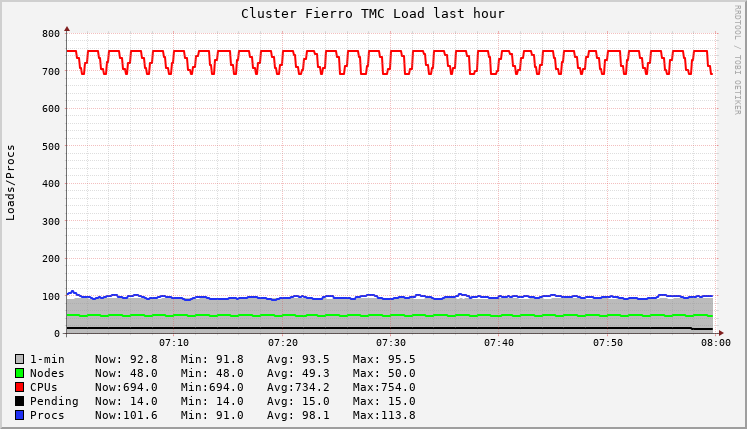 Cluster Fierro TMC Load last hour
RRDTOOL / TOBI OETIKER
Loads/Procs
800
700
600
500
400
300
200
100
0
07:10 07:20 07:30 07:40 07:50 08:00
1-min Now: 92.8 Min: 91.8 Avg: 93.5 Max: 95.5
Nodes Now: 48.0 Min: 48.0 Avg: 49.3 Max: 50.0
CPUs Now:694.0 Min:694.0 Avg:734.2 Max:754.0
Pending Now: 14.0 Min: 14.0 Avg: 15.0 Max: 15.0
Procs Now:101.6 Min: 91.0 Avg: 98.1 Max:113.8